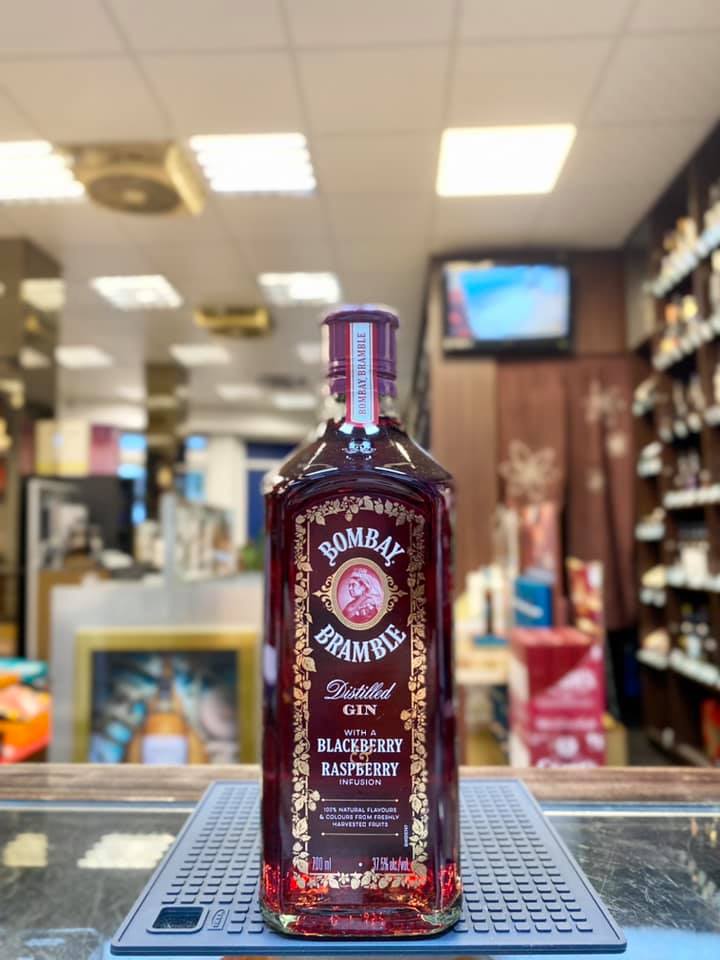 BOMBAY BRAMBLE
BOMBAY
BRAMBLE
Distilled
GIN
WITH A
BLACKBERRY
&
RASPBERRY
INFUSION
100% NATURAL FLAVOURS
& COLOURS FROM FRESHLY
HARVESTED FRUITS
700 ml • 37.5% alc./vol.